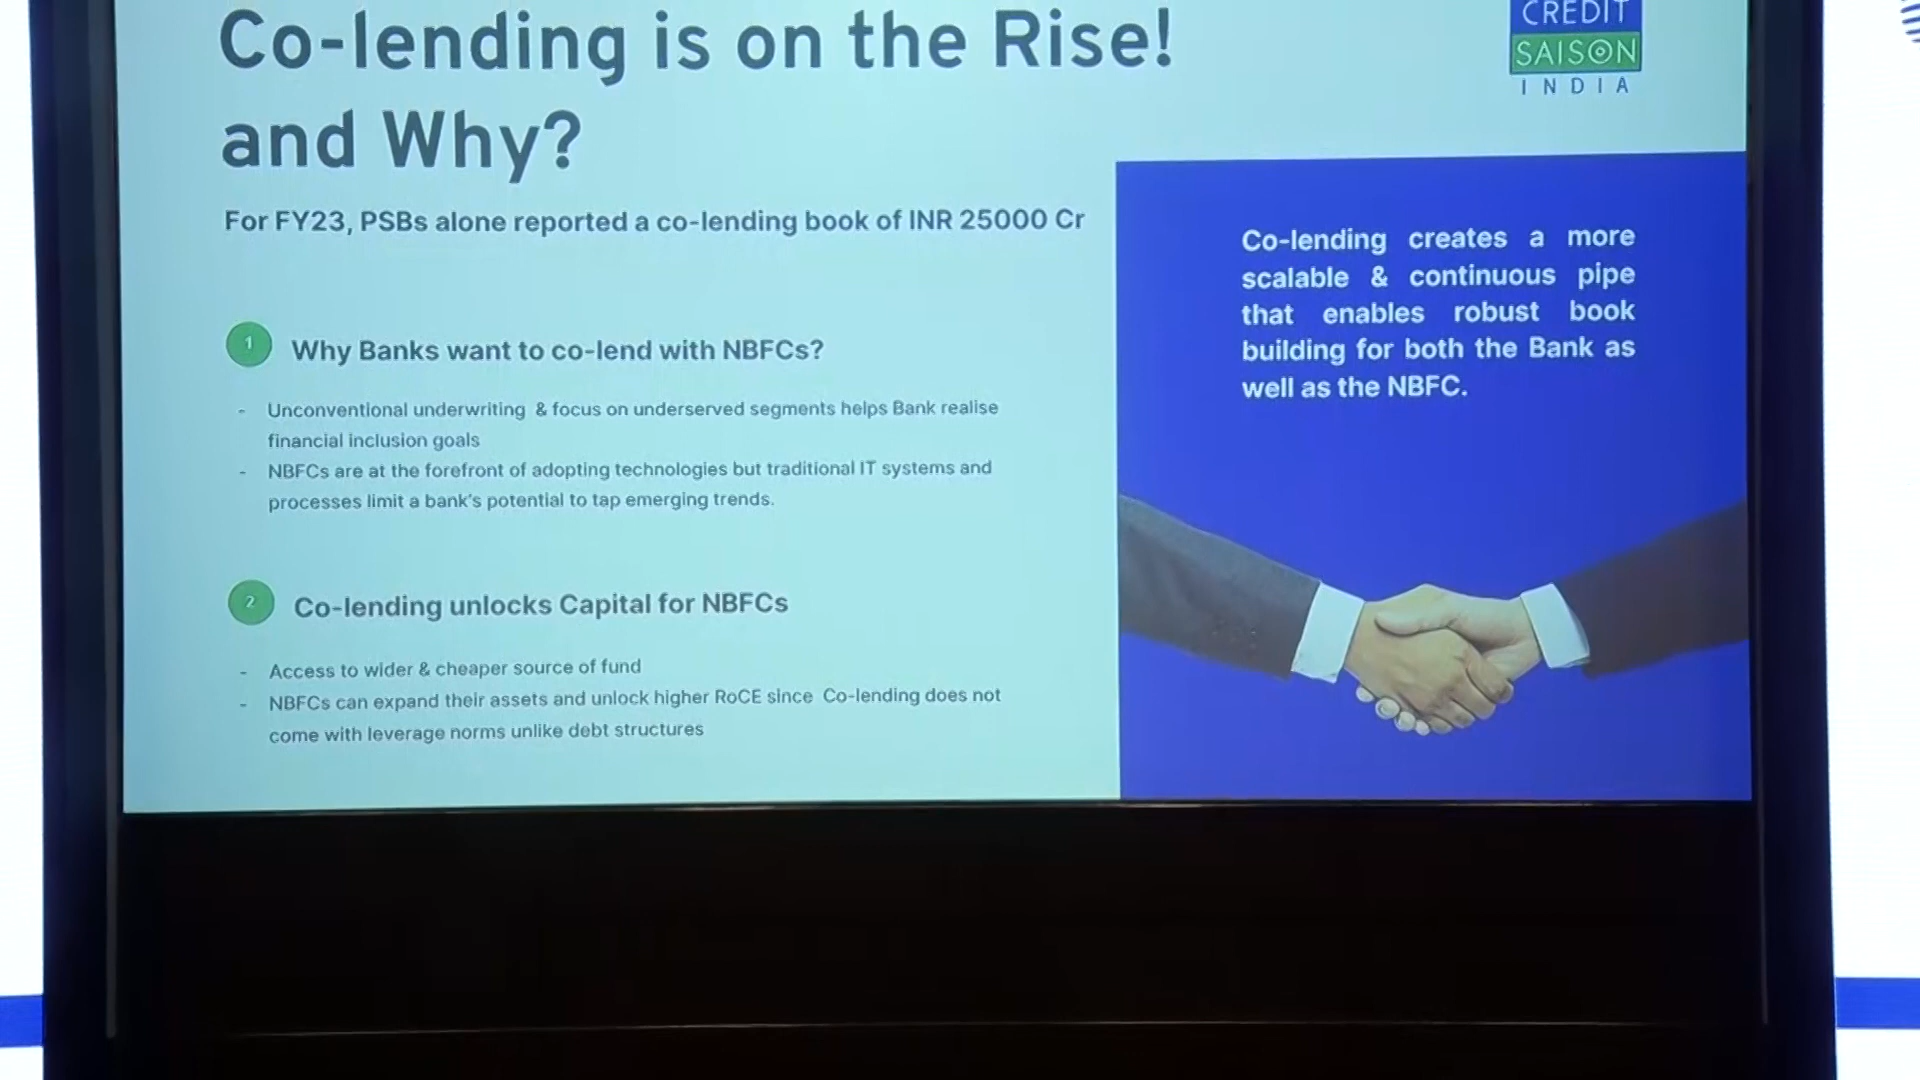 Co-lending is on the Rise!
and Why?
CREDIT
SAISON
INDIA
For FY23, PSBs alone reported a co-lending book of INR 25000 Cr
1
Why Banks want to co-lend with NBFCs?
- Unconventional underwriting & focus on underserved segments helps Bank realise
financial inclusion goals
- NBFCs are at the forefront of adopting technologies but traditional IT systems and
processes limit a bank's potential to tap emerging trends.
2
Co-lending unlocks Capital for NBFCs
- Access to wider & cheaper source of fund
- NBFCs can expand their assets and unlock higher RoCE since Co-lending does not
come with leverage norms unlike debt structures
Co-lending creates a more
scalable & continuous pipe
that enables robust book
building for both the Bank as
well as the NBFC.